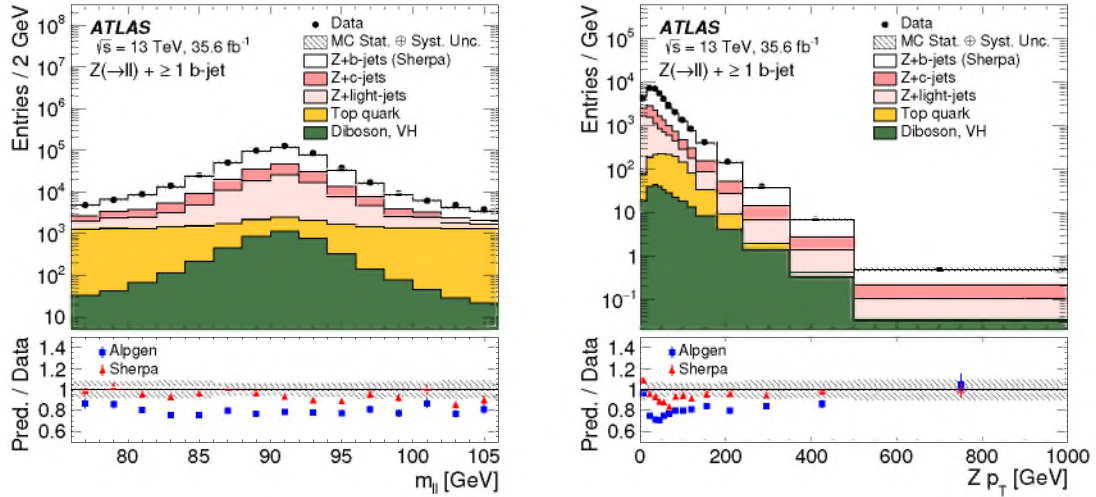 ATLAS
√s = 13 TeV, 35.6 fb⁻¹
Z(→ll) + ≥ 1 b-jet
Data
MC Stat. ⊕ Syst. Unc.
Z+b-jets (Sherpa)
Z+c-jets
Z+light-jets
Top quark
Diboson, VH
Entries / 2 GeV
10⁸
10⁷
10⁶
10⁵
10⁴
10³
10²
10
Alpgen
Sherpa
Pred. / Data
1.4
1.2
1
0.8
0.6
80 85 90 95 100 105
m_ll [GeV]
ATLAS
√s = 13 TeV, 35.6 fb⁻¹
Z(→ll) + ≥ 1 b-jet
Data
MC Stat. ⊕ Syst. Unc.
Z+b-jets (Sherpa)
Z+c-jets
Z+light-jets
Top quark
Diboson, VH
Entries / GeV
10⁵
10⁴
10³
10²
10
1
10⁻¹
Alpgen
Sherpa
Pred. / Data
1.4
1.2
1
0.8
0.6
0 200 400 600 800 1000
Z p_T [GeV]